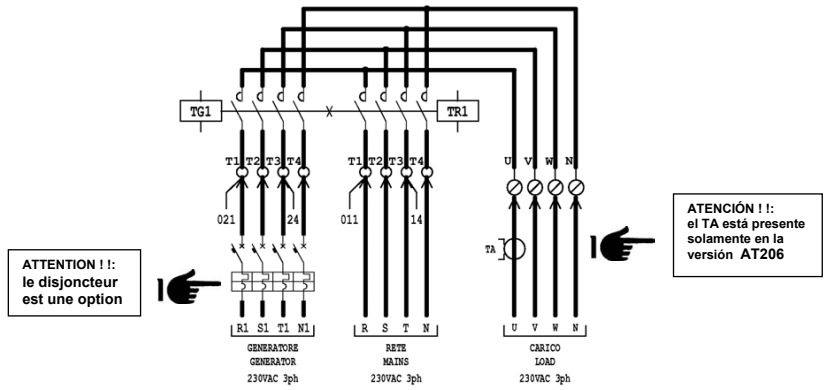 TG1
TR1
T1 T2 T3 T4
T1 T2 T3 T4
U V W N
021
24
011
14
TA
ATTENTION ! !:
le disjoncteur
est une option
ATENCIÓN ! !:
el TA está presente
solamente en la
versión AT206
R1 S1 T1 N1
R S T N
U V W N
GENERATORE
GENERATOR
230VAC 3ph
RETE
MAINS
230VAC 3ph
CARICO
LOAD
230VAC 3ph